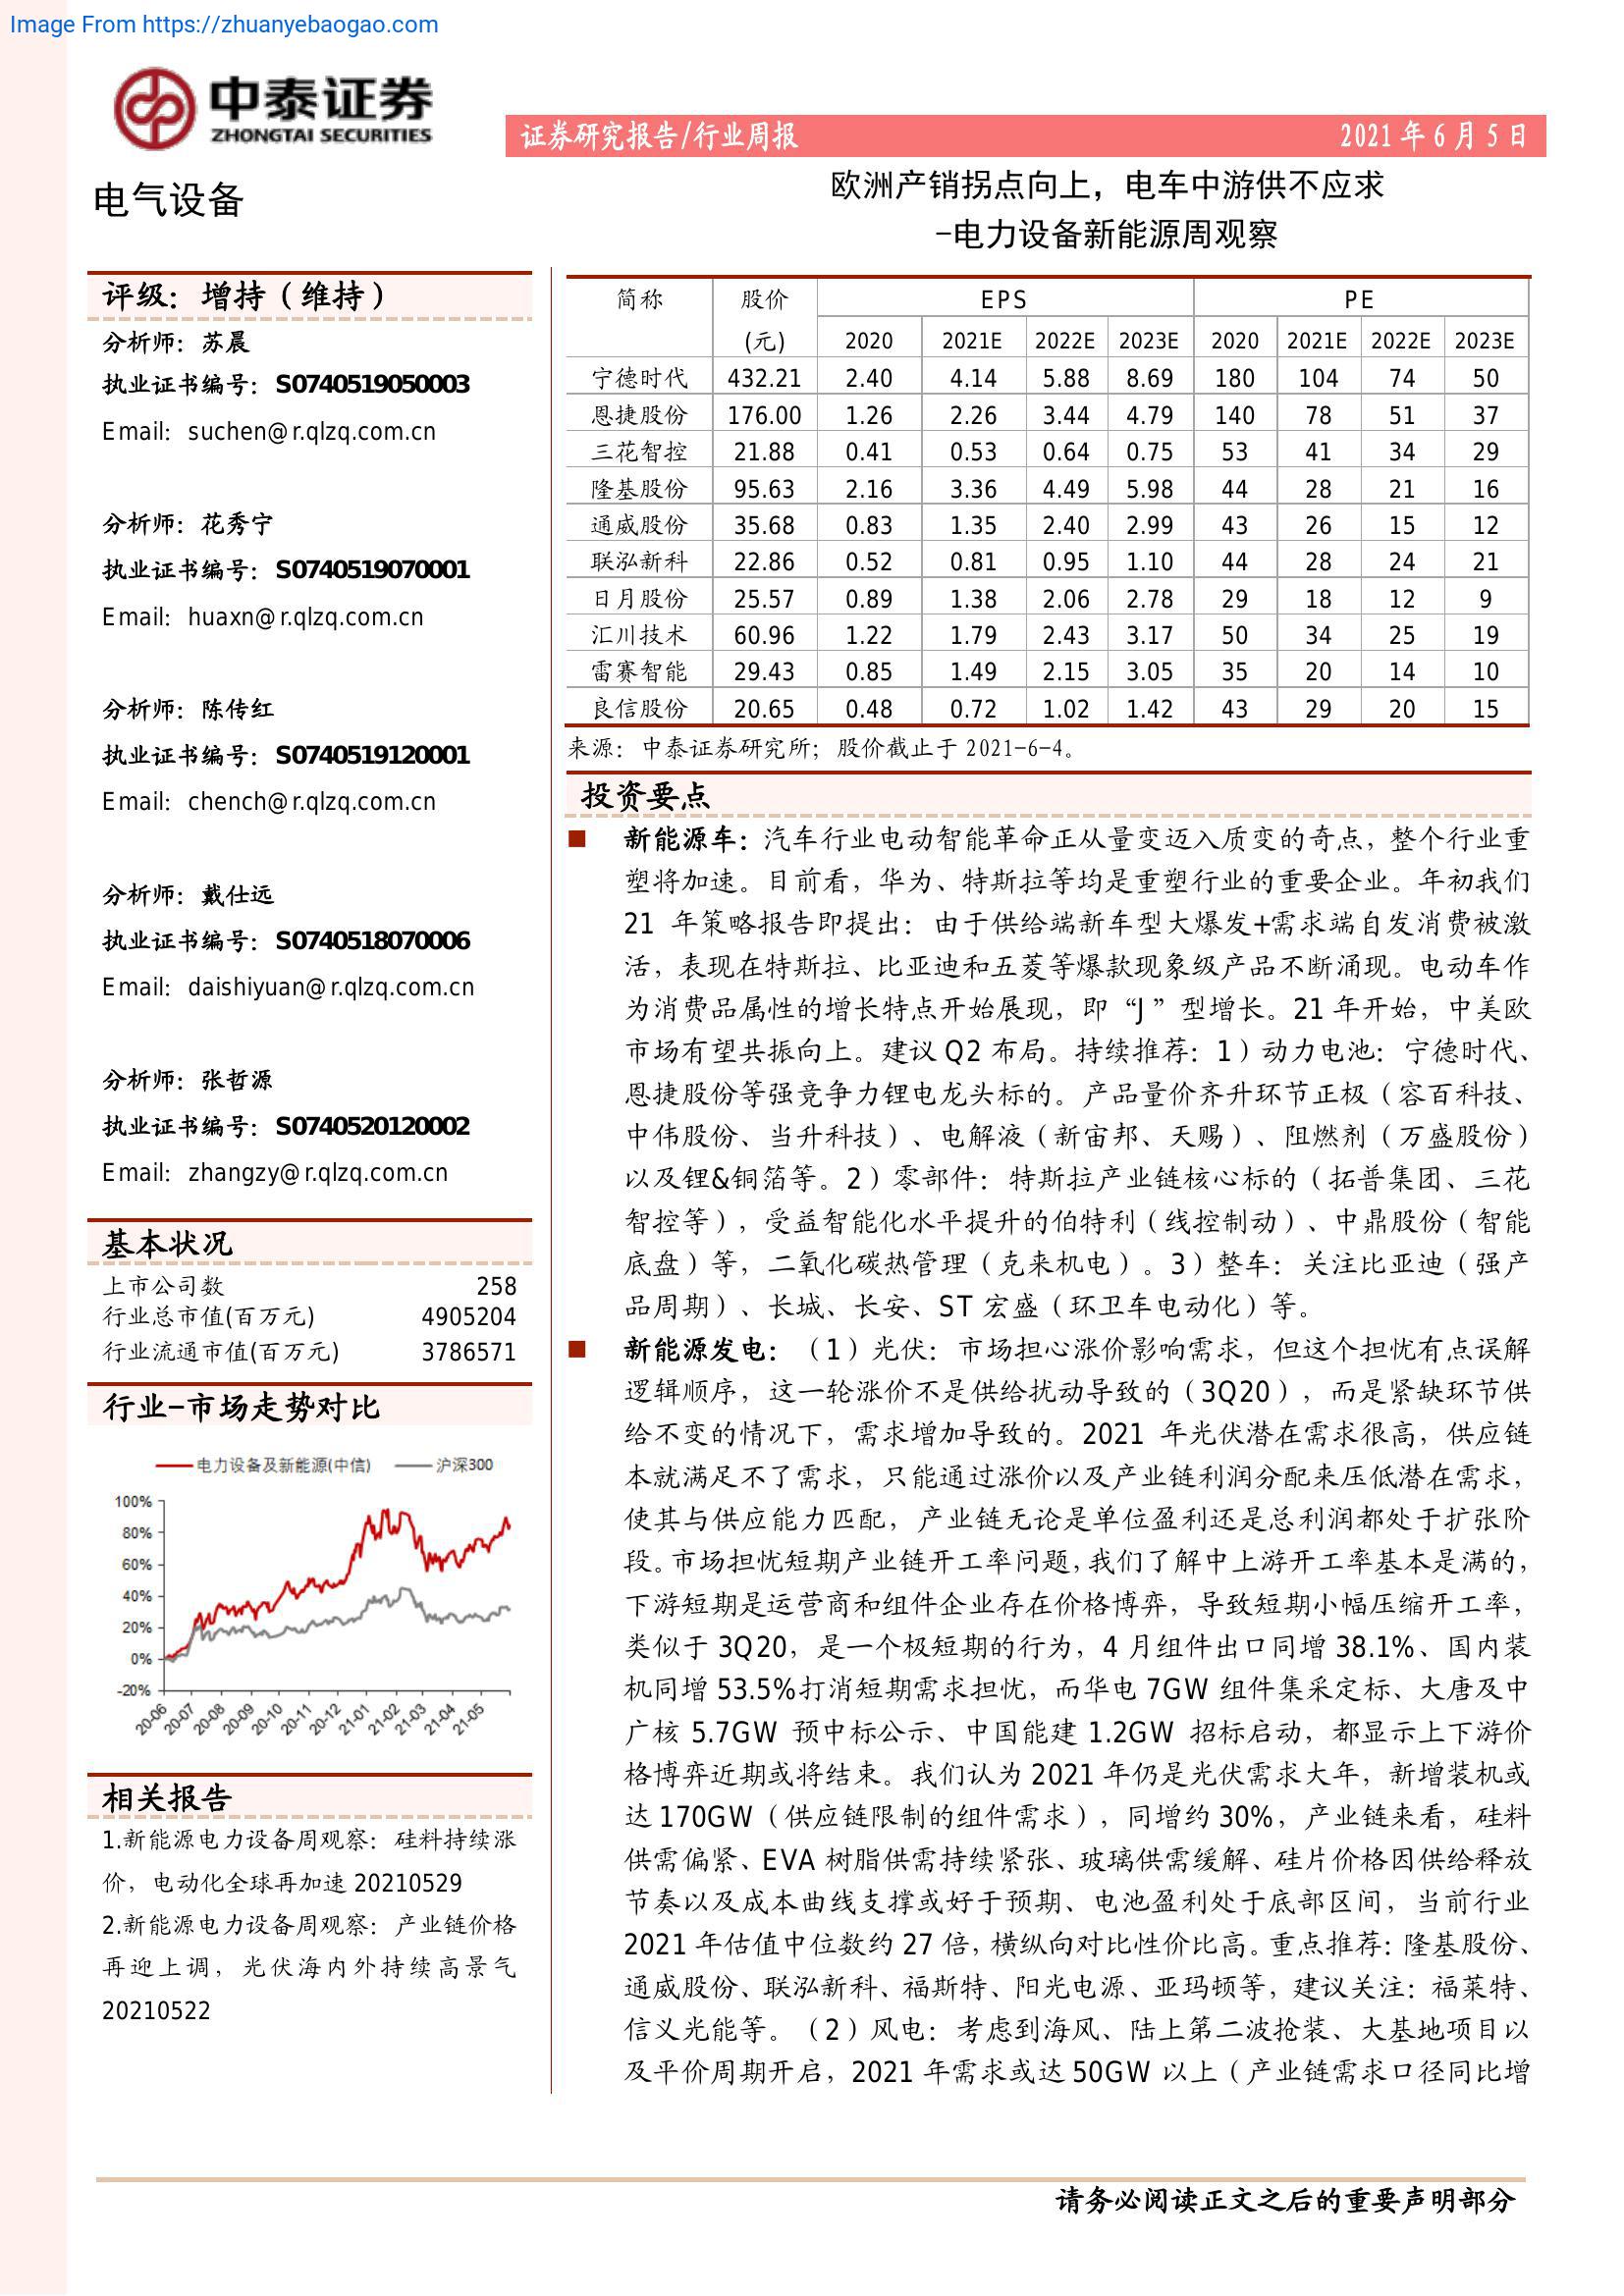 Image From https://zhuanyebaogao.com
中泰证券
ZHONGTAI SECURITIES
证券研究报告/行业周报 2021年6月5日
电气设备
欧洲产销拐点向上，电车中游供不应求
-电力设备新能源周观察
评级：增持（维持）
分析师：苏晨
执业证书编号：S0740519050003
Email：suchen@r.qlzq.com.cn
分析师：花秀宁
执业证书编号：S0740519070001
Email：huaxn@r.qlzq.com.cn
分析师：陈传红
执业证书编号：S0740519120001
Email：chench@r.qlzq.com.cn
分析师：戴仕远
执业证书编号：S0740518070006
Email：daishiyuan@r.qlzq.com.cn
分析师：张哲源
执业证书编号：S0740520120002
Email：zhangzy@r.qlzq.com.cn
基本状况
上市公司数 258
行业总市值(百万元) 4905204
行业流通市值(百万元) 3786571
行业-市场走势对比
电力设备及新能源(中信) 沪深300
100%
80%
60%
40%
20%
0%
-20%
20-06 20-07 20-08 20-09 20-10 20-11 20-12 21-01 21-02 21-03 21-04 21-05
相关报告
1.新能源电力设备周观察：硅料持续涨
价，电动化全球再加速 20210529
2.新能源电力设备周观察：产业链价格
再迎上调，光伏海内外持续高景气
20210522
简称 股价 EPS PE
(元) 2020 2021E 2022E 2023E 2020 2021E 2022E 2023E
宁德时代 432.21 2.40 4.14 5.88 8.69 180 104 74 50
恩捷股份 176.00 1.26 2.26 3.44 4.79 140 78 51 37
三花智控 21.88 0.41 0.53 0.64 0.75 53 41 34 29
隆基股份 95.63 2.16 3.36 4.49 5.98 44 28 21 16
通威股份 35.68 0.83 1.35 2.40 2.99 43 26 15 12
联泓新科 22.86 0.52 0.81 0.95 1.10 44 28 24 21
日月股份 25.57 0.89 1.38 2.06 2.78 29 18 12 9
汇川技术 60.96 1.22 1.79 2.43 3.17 50 34 25 19
雷赛智能 29.43 0.85 1.49 2.15 3.05 35 20 14 10
良信股份 20.65 0.48 0.72 1.02 1.42 43 29 20 15
来源：中泰证券研究所；股价截止于 2021-6-4。
投资要点
■ 新能源车：汽车行业电动智能革命正从量变迈入质变的奇点，整个行业重
塑将加速。目前看，华为、特斯拉等均是重塑行业的重要企业。年初我们
21 年策略报告即提出：由于供给端新车型大爆发+需求端自发消费被激
活，表现在特斯拉、比亚迪和五菱等爆款现象级产品不断涌现。电动车作
为消费品属性的增长特点开始展现，即“J”型增长。21 年开始，中美欧
市场有望共振向上。建议 Q2 布局。持续推荐：1）动力电池：宁德时代、
恩捷股份等强竞争力锂电龙头标的。产品量价齐升环节正极（容百科技、
中伟股份、当升科技）、电解液（新宙邦、天赐）、阻燃剂（万盛股份）
以及锂&铜箔等。2）零部件：特斯拉产业链核心标的（拓普集团、三花
智控等），受益智能化水平提升的伯特利（线控制动）、中鼎股份（智能
底盘）等，二氧化碳热管理（克来机电）。3）整车：关注比亚迪（强产
品周期）、长城、长安、ST 宏盛（环卫车电动化）等。
■ 新能源发电：（1）光伏：市场担心涨价影响需求，但这个担忧有点误解
逻辑顺序，这一轮涨价不是供给扰动导致的（3Q20），而是紧缺环节供
给不变的情况下，需求增加导致的。2021 年光伏潜在需求很高，供应链
本就满足不了需求，只能通过涨价以及产业链利润分配来压低潜在需求，
使其与供应能力匹配，产业链无论是单位盈利还是总利润都处于扩张阶
段。市场担忧短期产业链开工率问题，我们了解中上游开工率基本是满的，
下游短期是运营商和组件企业存在价格博弈，导致短期小幅压缩开工率，
类似于 3Q20，是一个极短期的行为，4 月组件出口同增 38.1%、国内装
机同增 53.5%打消短期需求担忧，而华电 7GW 组件集采定标、大唐及中
广核 5.7GW 预中标公示、中国能建 1.2GW 招标启动，都显示上下游价
格博弈近期或将结束。我们认为 2021 年仍是光伏需求大年，新增装机或
达 170GW（供应链限制的组件需求），同增约 30%，产业链来看，硅料
供需偏紧、EVA 树脂供需持续紧张、玻璃供需缓解、硅片价格因供给释放
节奏以及成本曲线支撑或好于预期、电池盈利处于底部区间，当前行业
2021 年估值中位数约 27 倍，横纵向对比性价比高。重点推荐：隆基股份、
通威股份、联泓新科、福斯特、阳光电源、亚玛顿等，建议关注：福莱特、
信义光能等。（2）风电：考虑到海风、陆上第二波抢装、大基地项目以
及平价周期开启，2021 年需求或达 50GW 以上（产业链需求口径同比增
请务必阅读正文之后的重要声明部分